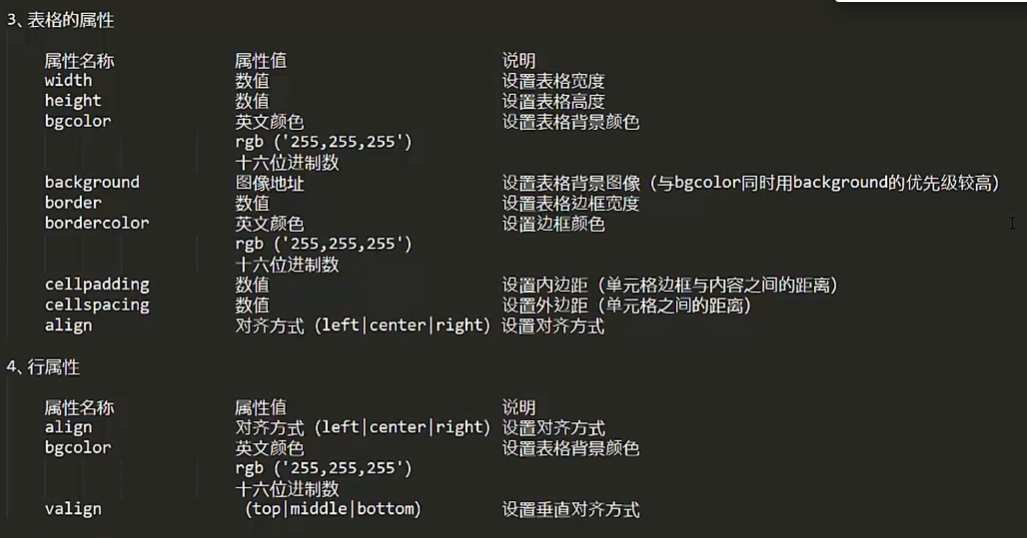 3、表格的属性
属性名称 属性值 说明
width 数值 设置表格宽度
height 数值 设置表格高度
bgcolor 英文颜色 设置表格背景颜色
rgb ('255,255,255')
十六位进制数
background 图像地址 设置表格背景图像 (与bgcolor同时用background的优先级较高)
border 数值 设置表格边框宽度
bordercolor 英文颜色 设置边框颜色
rgb ('255,255,255')
十六位进制数
cellpadding 数值 设置内边距 (单元格边框与内容之间的距离)
cellspacing 数值 设置外边距 (单元格之间的距离)
align 对齐方式 (left|center|right) 设置对齐方式
4、行属性
属性名称 属性值 说明
align 对齐方式 (left|center|right) 设置对齐方式
bgcolor 英文颜色 设置表格背景颜色
rgb ('255,255,255')
十六位进制数
valign (top|middle|bottom) 设置垂直对齐方式